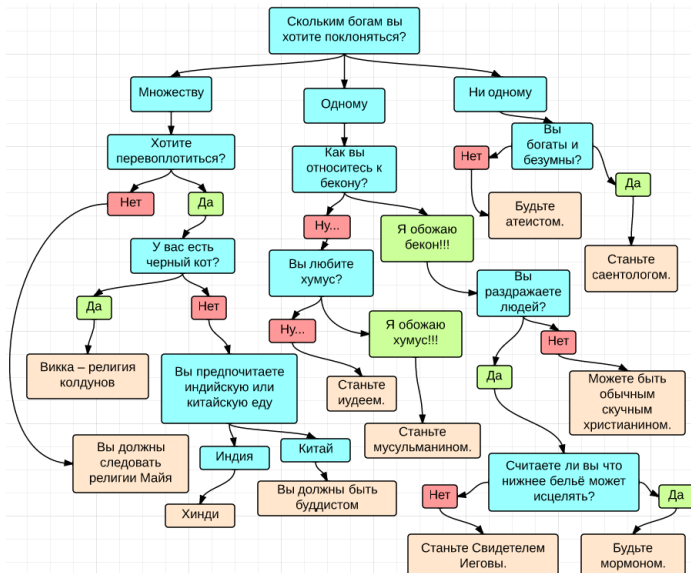 Скольким богам вы
хотите поклоняться?
Множеству
Одному
Ни одному
Хотите
перевоплотиться?
Как вы
относитесь к
бекону?
Вы
богаты и
безумны?
Нет
Да
Нет
Да
Будьте
атеистом.
Станьте
саентологом.
Ну...
Я обожаю
бекон!!!
У вас есть
черный кот?
Вы любите
хумус?
Вы
раздражаете
людей?
Да
Нет
Ну...
Я обожаю
хумус!!!
Нет
Да
Викка – религия
колдунов
Вы предпочитаете
индийскую или
китайскую еду
Станьте
иудеем.
Можете быть
обычным
скучным
христианином.
Вы должны
следовать
религии Майя
Индия
Китай
Станьте
мусульманином.
Считаете ли вы что
нижнее бельё может
исцелять?
Хинди
Вы должны быть
буддистом
Нет
Да
Станьте Свидетелем
Иеговы.
Будьте
мормоном.